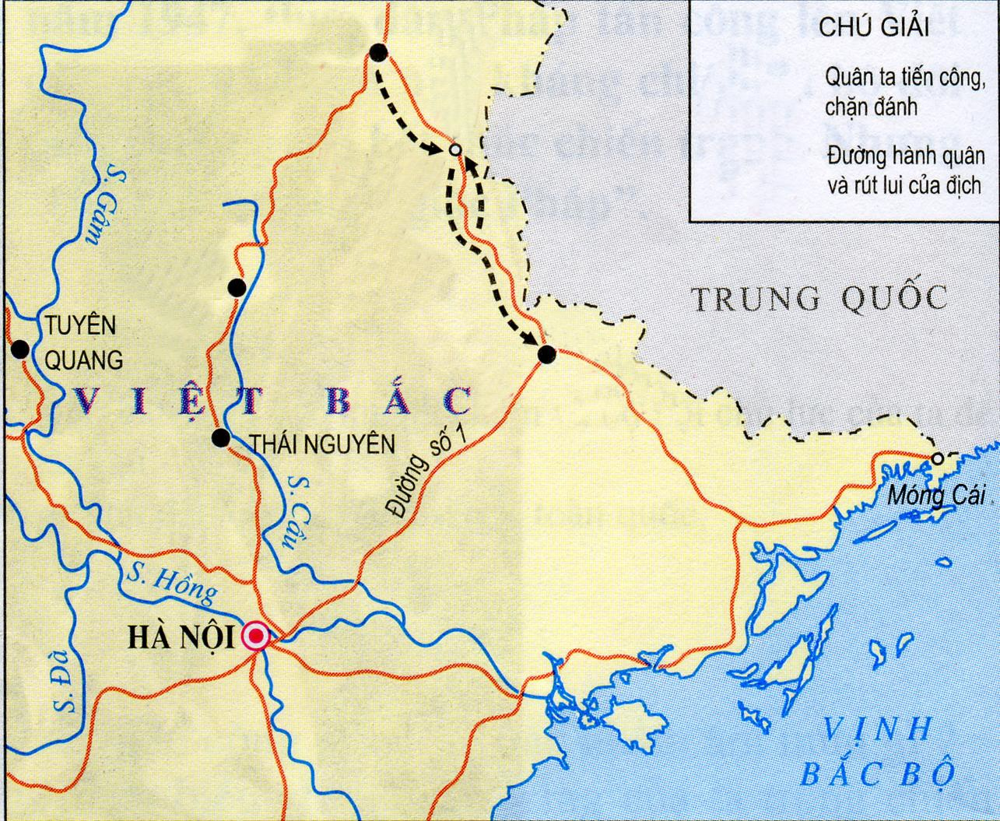 CHÚ GIẢI
Quân ta tiến công,
chặn đánh
Đường hành quân
và rút lui của địch
S. Gâm
TRUNG QUỐC
TUYÊN
QUANG
VIỆT BẮC
THÁI NGUYÊN
Đường số 1
S. Cầu
Móng Cái
S. Hồng
HÀ NỘI
S. Đà
VỊNH
BẮC BỘ